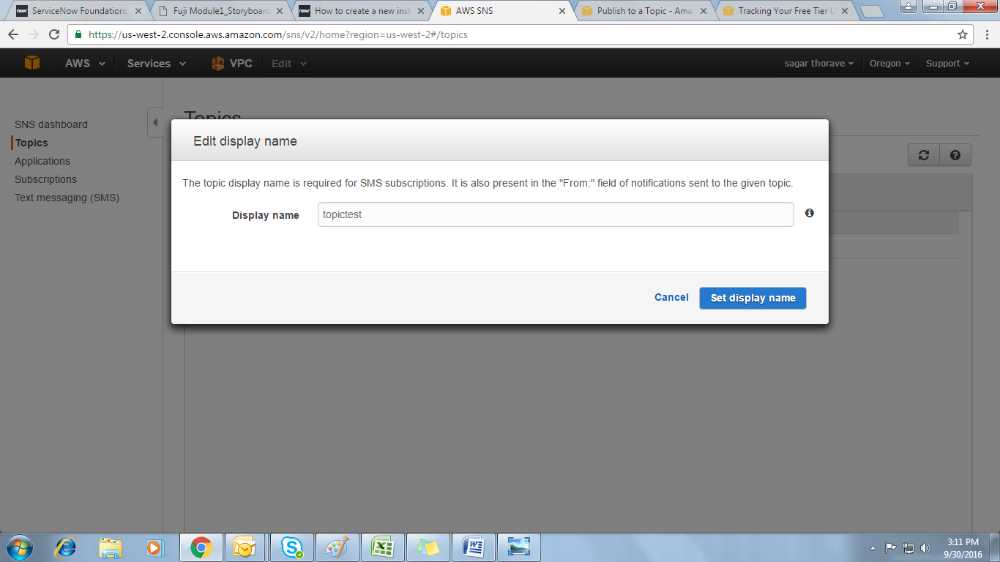 ServiceNow Foundations
Fuji Module1_Storyboard
How to create a new inst
AWS SNS
Publish to a Topic - Ama
Tracking Your Free Tier U
https://us-west-2.console.aws.amazon.com/sns/v2/home?region=us-west-2#/topics
AWS
Services
VPC
Edit
sagar thorave
Oregon
Support
SNS dashboard
Topics
Applications
Subscriptions
Text messaging (SMS)
Topics
Edit display name
The topic display name is required for SMS subscriptions. It is also present in the "From:" field of notifications sent to the given topic.
Display name
topictest
Cancel
Set display name
3:11 PM
9/30/2016